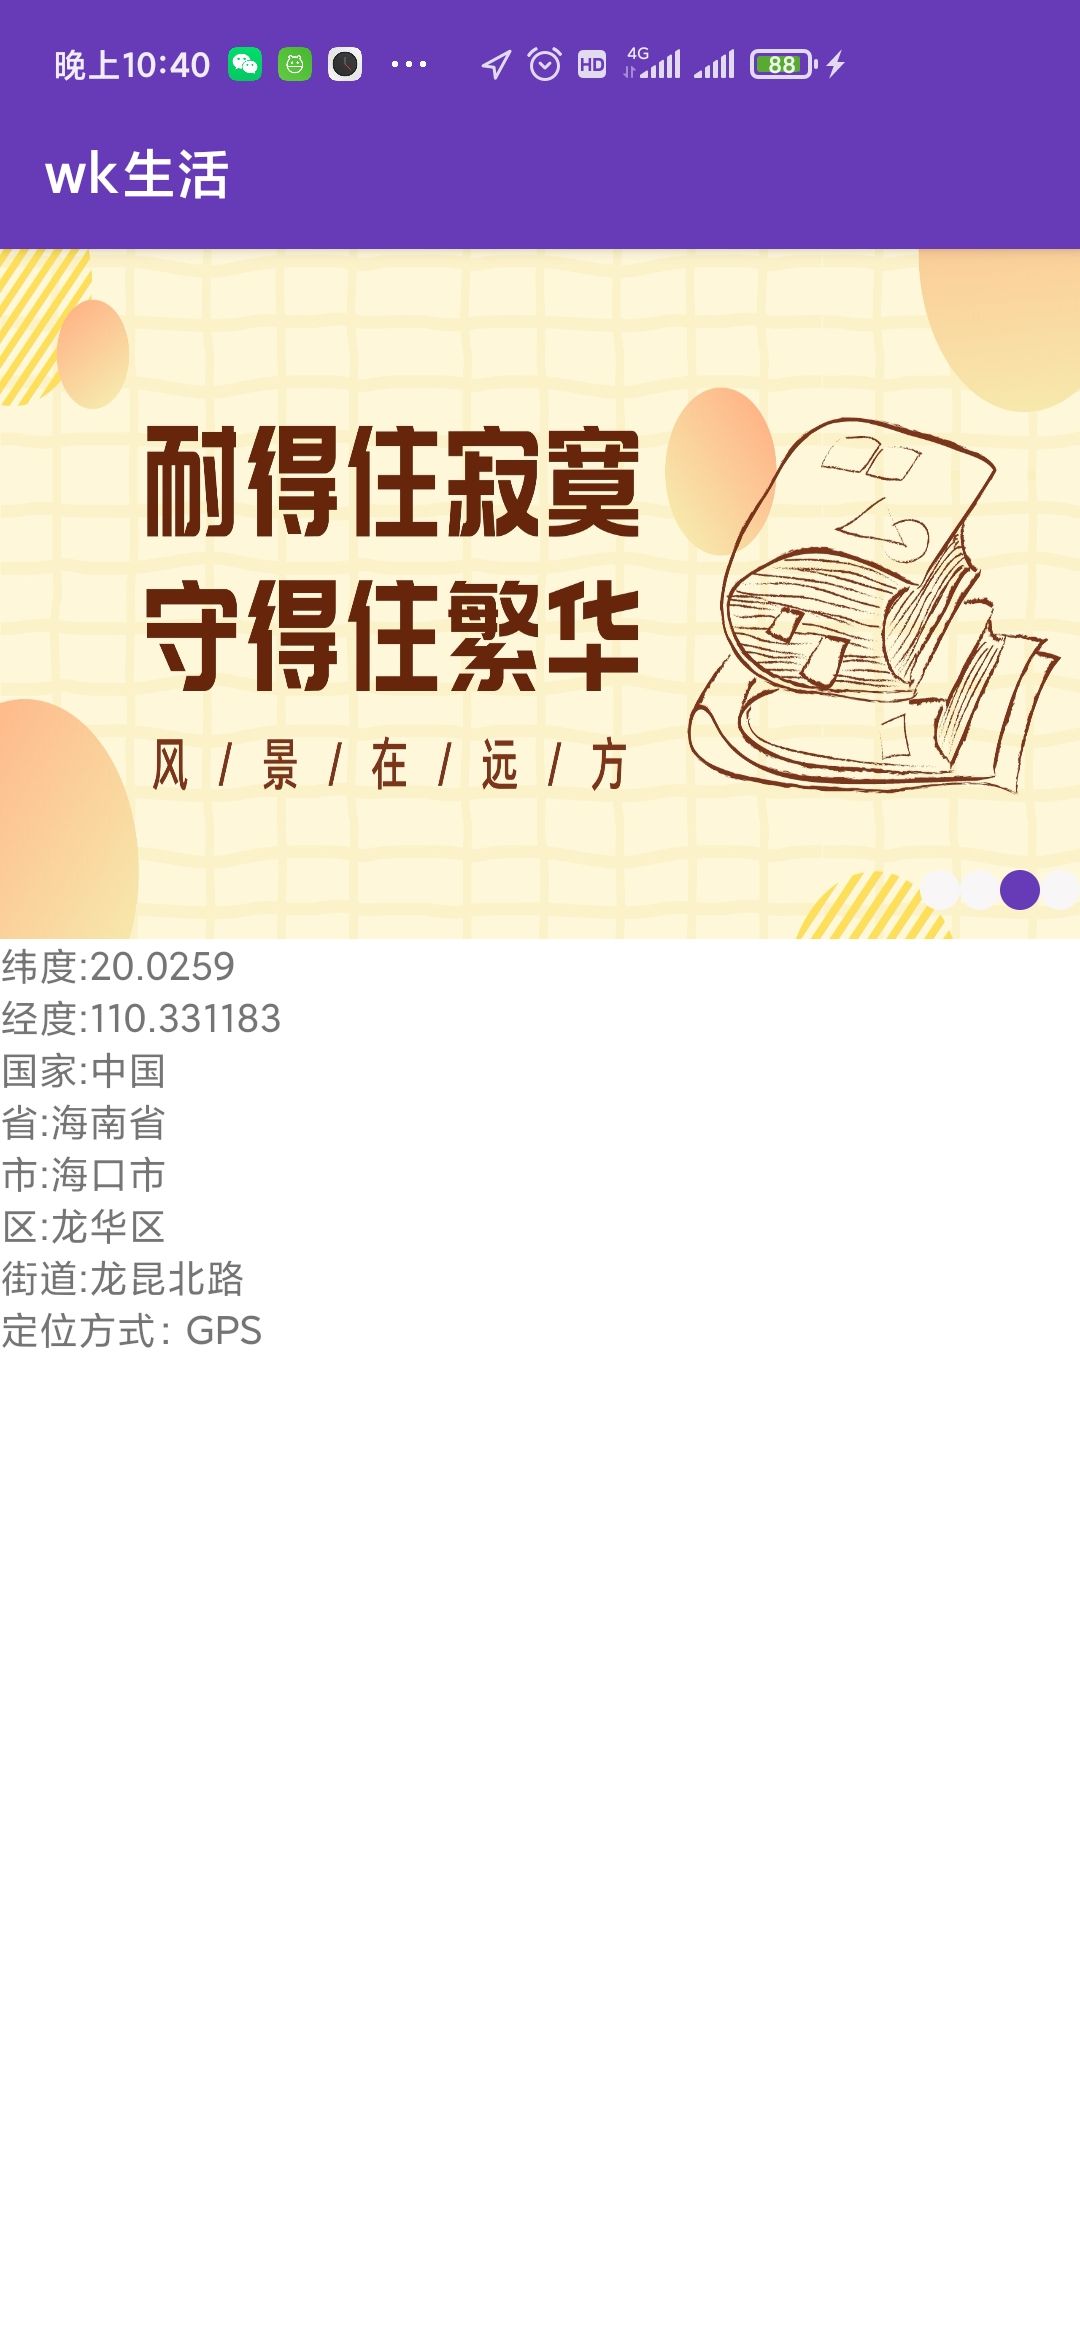 晚上10:40 HD 4G 88
wk生活
耐得住寂寞
守得住繁华
风 / 景 / 在 / 远 / 方
纬度:20.0259
经度:110.331183
国家:中国
省:海南省
市:海口市
区:龙华区
街道:龙昆北路
定位方式: GPS